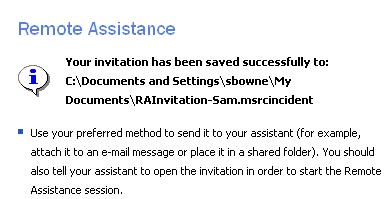 Remote Assistance
Your invitation has been saved successfully to:
C:\Documents and Settings\sbowne\My
Documents\RAInvitation-Sam.msrcincident
Use your preferred method to send it to your assistant (for example,
attach it to an e-mail message or place it in a shared folder). You should
also tell your assistant to open the invitation in order to start the Remote
Assistance session.